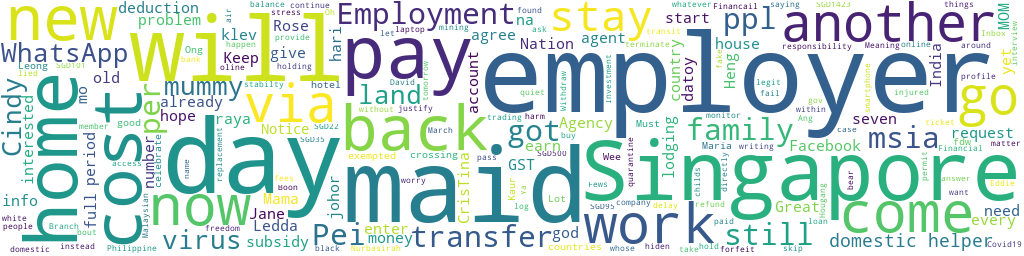 new will pay another employer
Employment stay ppl
WhatsApp deduction problem Rose klev give Keep hari
Nation agree na agent start house
Cindy home cost day via back land family
mummy raya hope already number per old mo
got Agency earn request msia go
Heng datoy account lodging country India seven yet MOM
interested info full period now virus subsidy Pei
maid Singapore work come
Jane Ledda Mama money transfer god still
GST Facebook Great every need domestic helper
exempted Notice enter johor crossing CrisTina
Branch Philippine Malaysian Boon fees stress freedom
SGD101 SGD22 SGD35 SGD500 SGD95 SGD1423
Leong Ong David Wee Kaur Maria Ang Eddie Hougang
celebrate replacement member access good name
balance continue provide air bank happen hotel
holding lied laptop mining found ask let tomorrow
saying Financial Inbox Meaning online around things
responsibility profile transit interview
terminate quiet trading buy without harm justify
March black worry pass Lot log Fews
company refund delay paid loan forfeit skip
quarantine directly writing monitor case within gov
legit fail fake investment Withdraw injured
smartphone ticket permit answer want matter fdw
covid19 bear hold take whose hiden countries
instead domestic people white bout
Must whatever nurbasirah